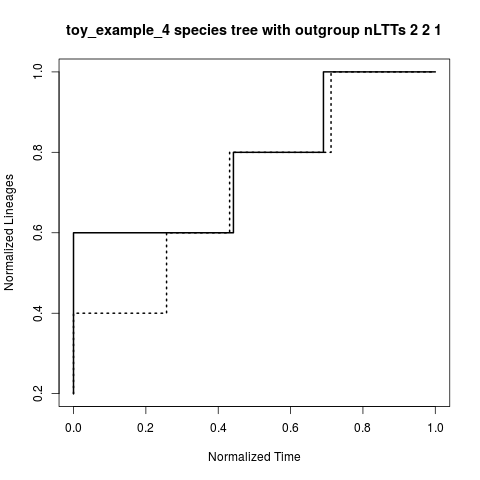 toy_example_4 species tree with outgroup nLTTs 2 2 1
Normalized Lineages
1.0
0.8
0.6
0.4
0.2
0.0 0.2 0.4 0.6 0.8 1.0
Normalized Time